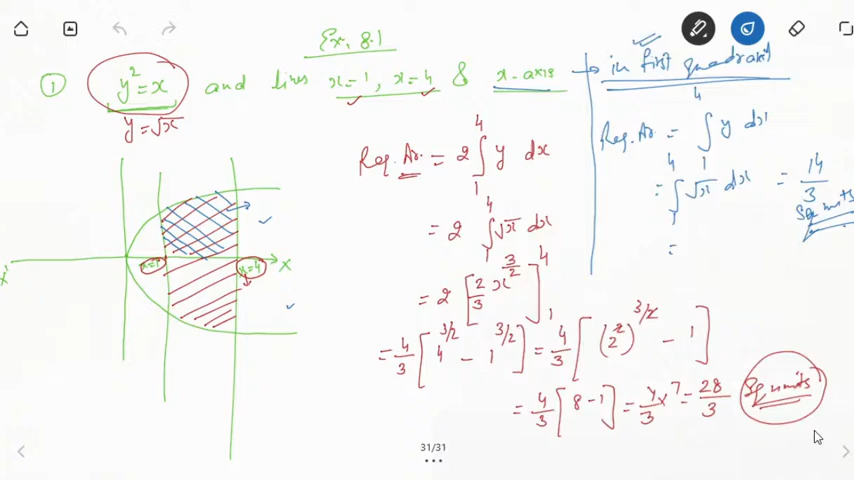 Ex. 8.1
① y² = x and lines x=1, x=4 & x-axis → in first quadrant
y = √x
Req. Ar. = 2 ∫₁⁴ y dx
= 2 ∫₁⁴ √x dx
= 2 [2/3 x^(3/2)]₁⁴
= 4/3 [4^(3/2) − 1^(3/2)] = 4/3 [(2²)^(3/2) − 1]
= 4/3 [8−1] = 4/3 × 7 = 28/3 Sq units
Req. Ar. = ∫₁⁴ y dx
= ∫₁⁴ √x dx = 14/3 Sq units
=
X'
x=1
x=4
X
31/31